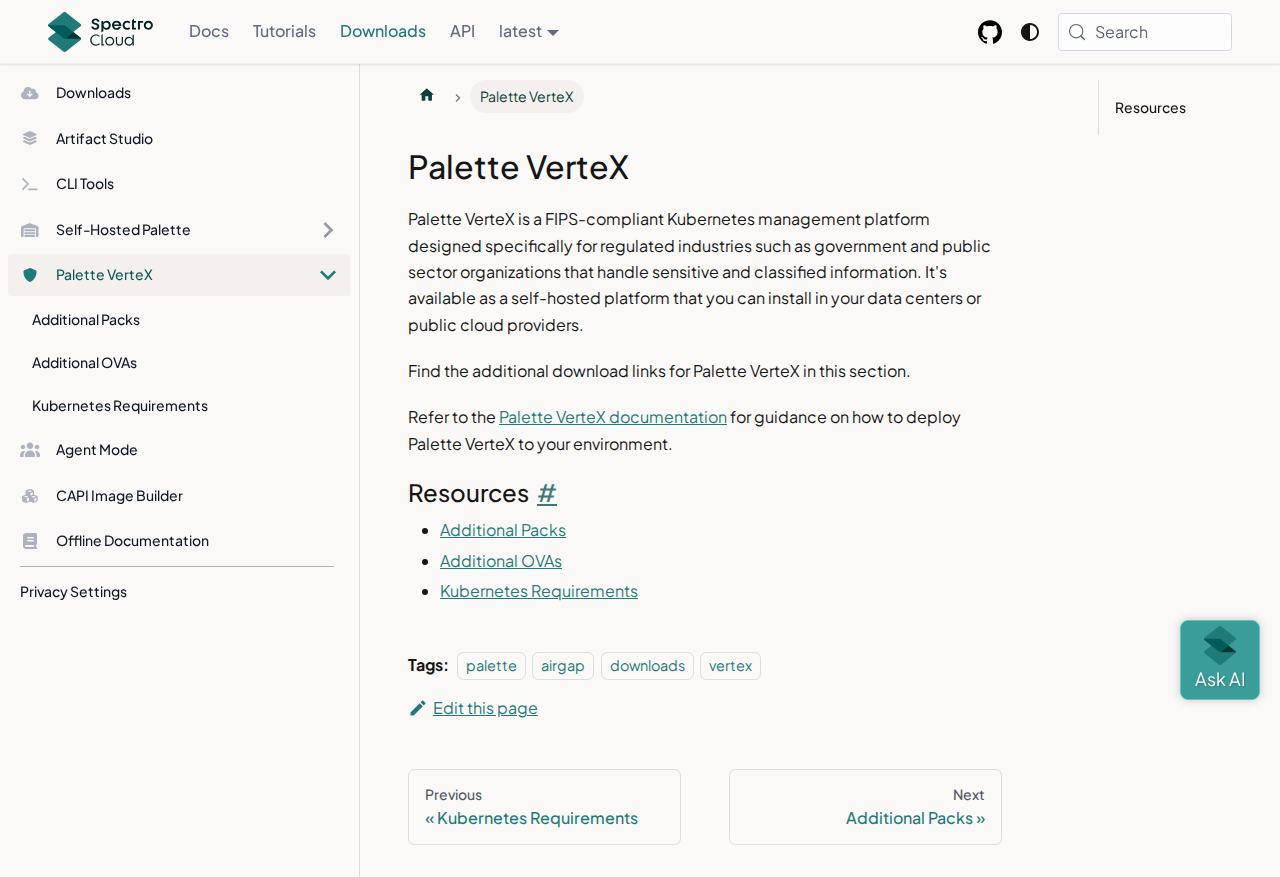 Spectro
Cloud
Docs
Tutorials
Downloads
API
latest
Search
Downloads
Artifact Studio
CLI Tools
Self-Hosted Palette
Palette VerteX
Additional Packs
Additional OVAs
Kubernetes Requirements
Agent Mode
CAPI Image Builder
Offline Documentation
Privacy Settings
Palette VerteX
Palette VerteX
Palette VerteX is a FIPS-compliant Kubernetes management platform
designed specifically for regulated industries such as government and public
sector organizations that handle sensitive and classified information. It's
available as a self-hosted platform that you can install in your data centers or
public cloud providers.
Find the additional download links for Palette VerteX in this section.
Refer to the Palette VerteX documentation for guidance on how to deploy
Palette VerteX to your environment.
Resources #
Additional Packs
Additional OVAs
Kubernetes Requirements
Tags: palette airgap downloads vertex
Edit this page
Previous
« Kubernetes Requirements
Next
Additional Packs »
Resources
Ask AI